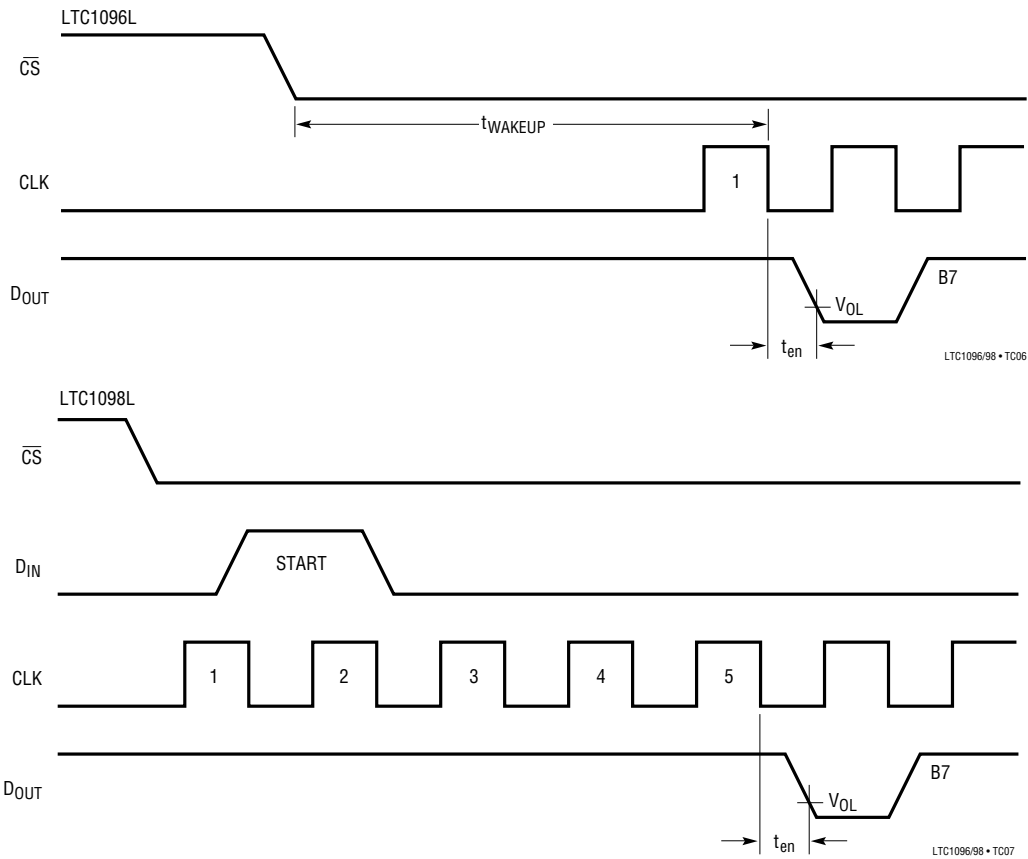 LTC1096L
CS
tWAKEUP
CLK
1
B7
DOUT
VOL
ten
LTC1096/98 • TC06
LTC1098L
CS
DIN
START
CLK
1 2 3 4 5
B7
DOUT
VOL
ten
LTC1096/98 • TC07